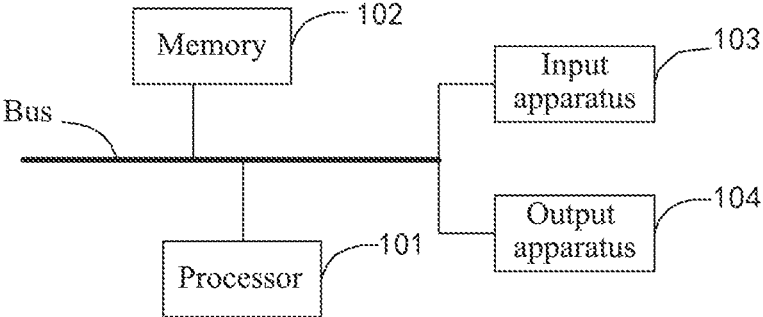 Memory
102
Input
apparatus
103
Bus
Output
apparatus
104
Processor
101